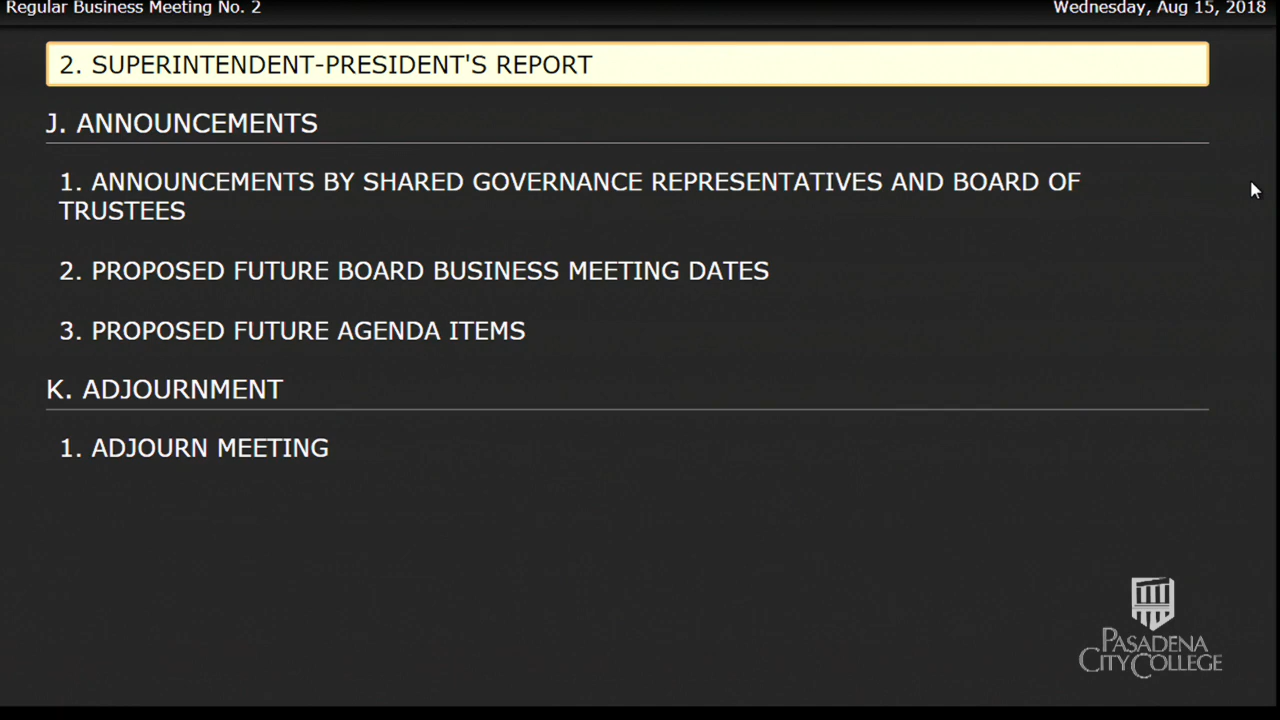 Regular Business Meeting No. 2
Wednesday, Aug 15, 2018
2. SUPERINTENDENT-PRESIDENT'S REPORT
J. ANNOUNCEMENTS
1. ANNOUNCEMENTS BY SHARED GOVERNANCE REPRESENTATIVES AND BOARD OF
TRUSTEES
2. PROPOSED FUTURE BOARD BUSINESS MEETING DATES
3. PROPOSED FUTURE AGENDA ITEMS
K. ADJOURNMENT
1. ADJOURN MEETING
PASADENA
CITY COLLEGE